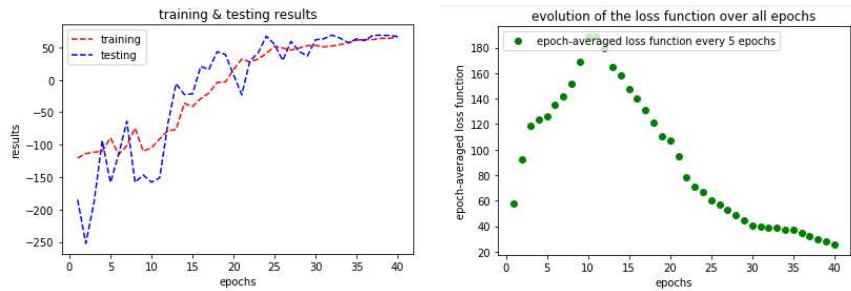 training & testing results
50
0
−50
−100
−150
−200
−250
results
training
testing
0 5 10 15 20 25 30 35 40
epochs
evolution of the loss function over all epochs
180
160
140
120
100
80
60
40
20
epoch-averaged loss function
epoch-averaged loss function every 5 epochs
0 5 10 15 20 25 30 35 40
epochs